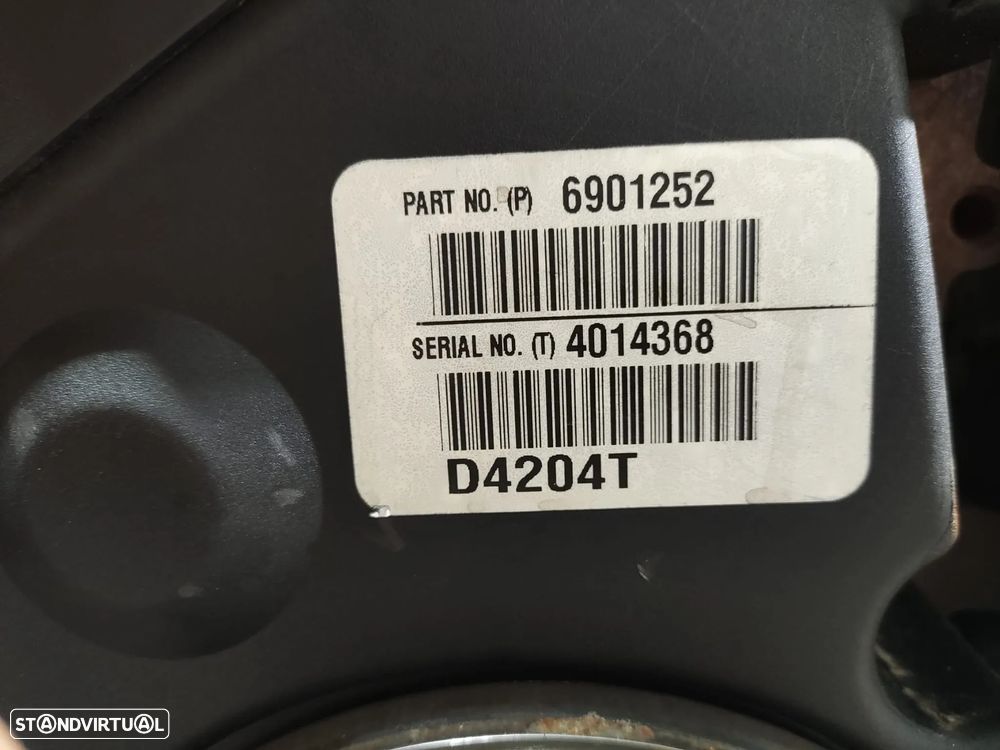 PART NO. (P) 6901252
SERIAL NO. (T) 4014368
D4204T
STANDVIRTUAL